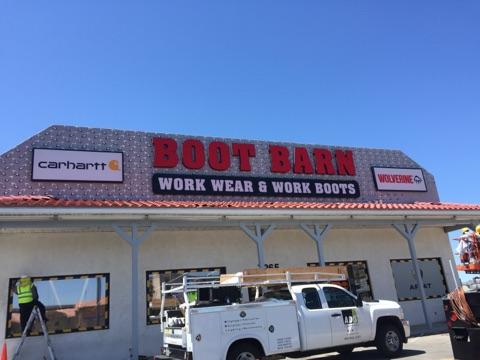 BOOT BARN
carhartt
WORK WEAR & WORK BOOTS
WOLVERINE